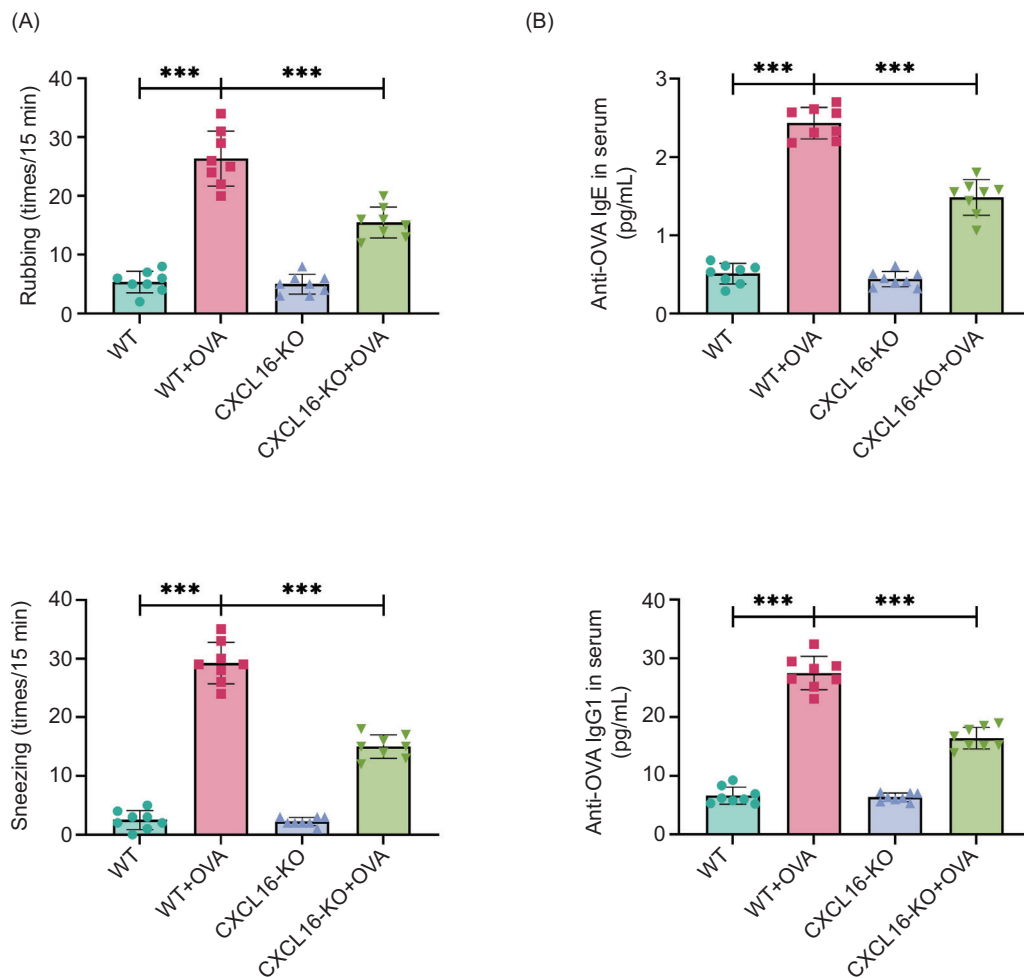 (A)
*** ***
40
30
20
10
0
Rubbing (times/15 min)
WT
WT+OVA
CXCL16-KO
CXCL16-KO+OVA
(B)
*** ***
3
2
1
0
Anti-OVA IgE in serum
(pg/mL)
WT
WT+OVA
CXCL16-KO
CXCL16-KO+OVA
*** ***
40
30
20
10
0
Sneezing (times/15 min)
WT
WT+OVA
CXCL16-KO
CXCL16-KO+OVA
*** ***
40
30
20
10
0
Anti-OVA IgG1 in serum
(pg/mL)
WT
WT+OVA
CXCL16-KO
CXCL16-KO+OVA